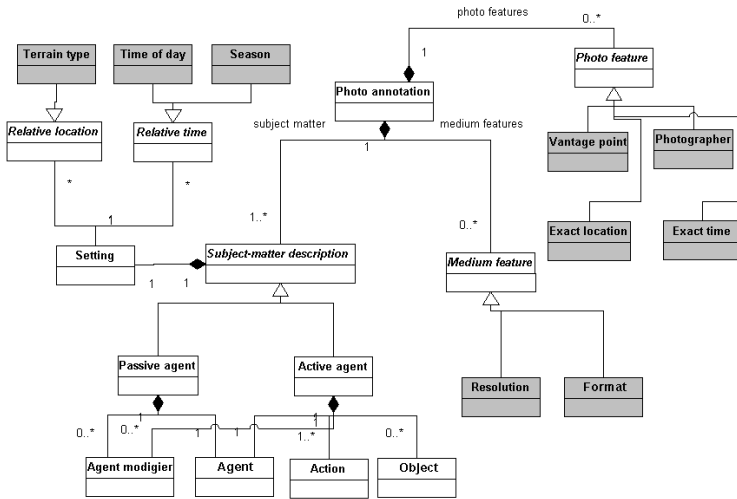 photo features
0..*
1
Terrain type
Time of day
Season
Photo feature
Photo annotation
subject matter
medium features
1
Relative location
Relative time
Vantage point
Photographer
*
*
1
1..*
0..*
Setting
Subject-matter description
Exact location
Exact time
Medium feature
1
1
Passive agent
Active agent
Resolution
Format
1
1
1
0..*
0..*
1
1
1..*
0..*
Agent modigier
Agent
Action
Object